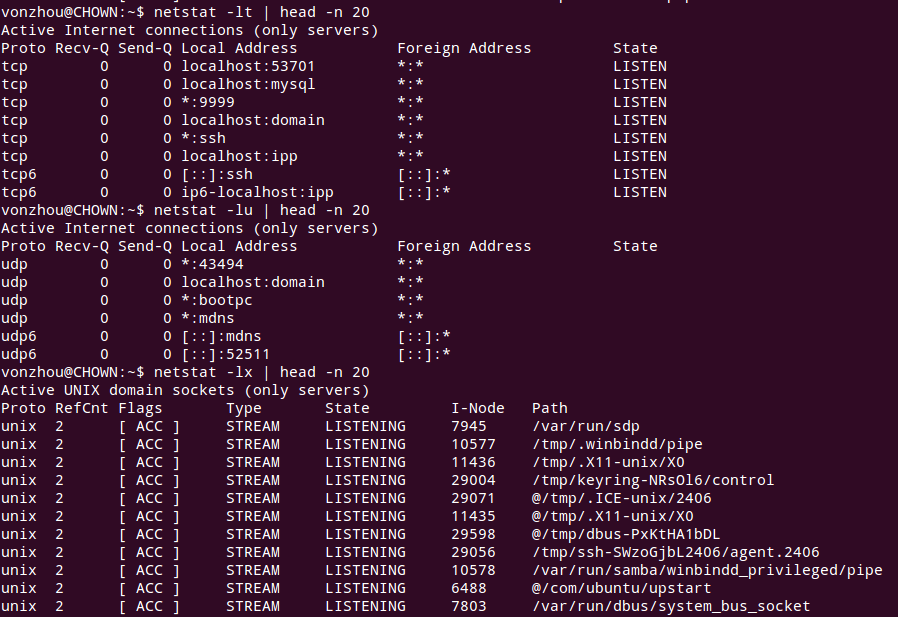 vonzhou@CHOWN:~$ netstat -lt | head -n 20
Active Internet connections (only servers)
Proto Recv-Q Send-Q Local Address           Foreign Address         State
tcp        0      0 localhost:53701         *:*                     LISTEN
tcp        0      0 localhost:mysql         *:*                     LISTEN
tcp        0      0 *:9999                  *:*                     LISTEN
tcp        0      0 localhost:domain        *:*                     LISTEN
tcp        0      0 *:ssh                   *:*                     LISTEN
tcp        0      0 localhost:ipp           *:*                     LISTEN
tcp6       0      0 [::]:ssh                [::]:*                  LISTEN
tcp6       0      0 ip6-localhost:ipp       [::]:*                  LISTEN
vonzhou@CHOWN:~$ netstat -lu | head -n 20
Active Internet connections (only servers)
Proto Recv-Q Send-Q Local Address           Foreign Address         State
udp        0      0 *:43494                 *:*
udp        0      0 localhost:domain        *:*
udp        0      0 *:bootpc                *:*
udp        0      0 *:mdns                  *:*
udp6       0      0 [::]:mdns               [::]:*
udp6       0      0 [::]:52511              [::]:*
vonzhou@CHOWN:~$ netstat -lx | head -n 20
Active UNIX domain sockets (only servers)
Proto RefCnt Flags       Type       State         I-Node   Path
unix  2      [ ACC ]     STREAM     LISTENING     7945     /var/run/sdp
unix  2      [ ACC ]     STREAM     LISTENING     10577    /tmp/.winbindd/pipe
unix  2      [ ACC ]     STREAM     LISTENING     11436    /tmp/.X11-unix/X0
unix  2      [ ACC ]     STREAM     LISTENING     29004    /tmp/keyring-NRsOl6/control
unix  2      [ ACC ]     STREAM     LISTENING     29071    @/tmp/.ICE-unix/2406
unix  2      [ ACC ]     STREAM     LISTENING     11435    @/tmp/.X11-unix/X0
unix  2      [ ACC ]     STREAM     LISTENING     29598    @/tmp/dbus-PxKtHA1bDL
unix  2      [ ACC ]     STREAM     LISTENING     29056    /tmp/ssh-SWzoGjbL2406/agent.2406
unix  2      [ ACC ]     STREAM     LISTENING     10578    /var/run/samba/winbindd_privileged/pipe
unix  2      [ ACC ]     STREAM     LISTENING     6488     @/com/ubuntu/upstart
unix  2      [ ACC ]     STREAM     LISTENING     7803     /var/run/dbus/system_bus_socket